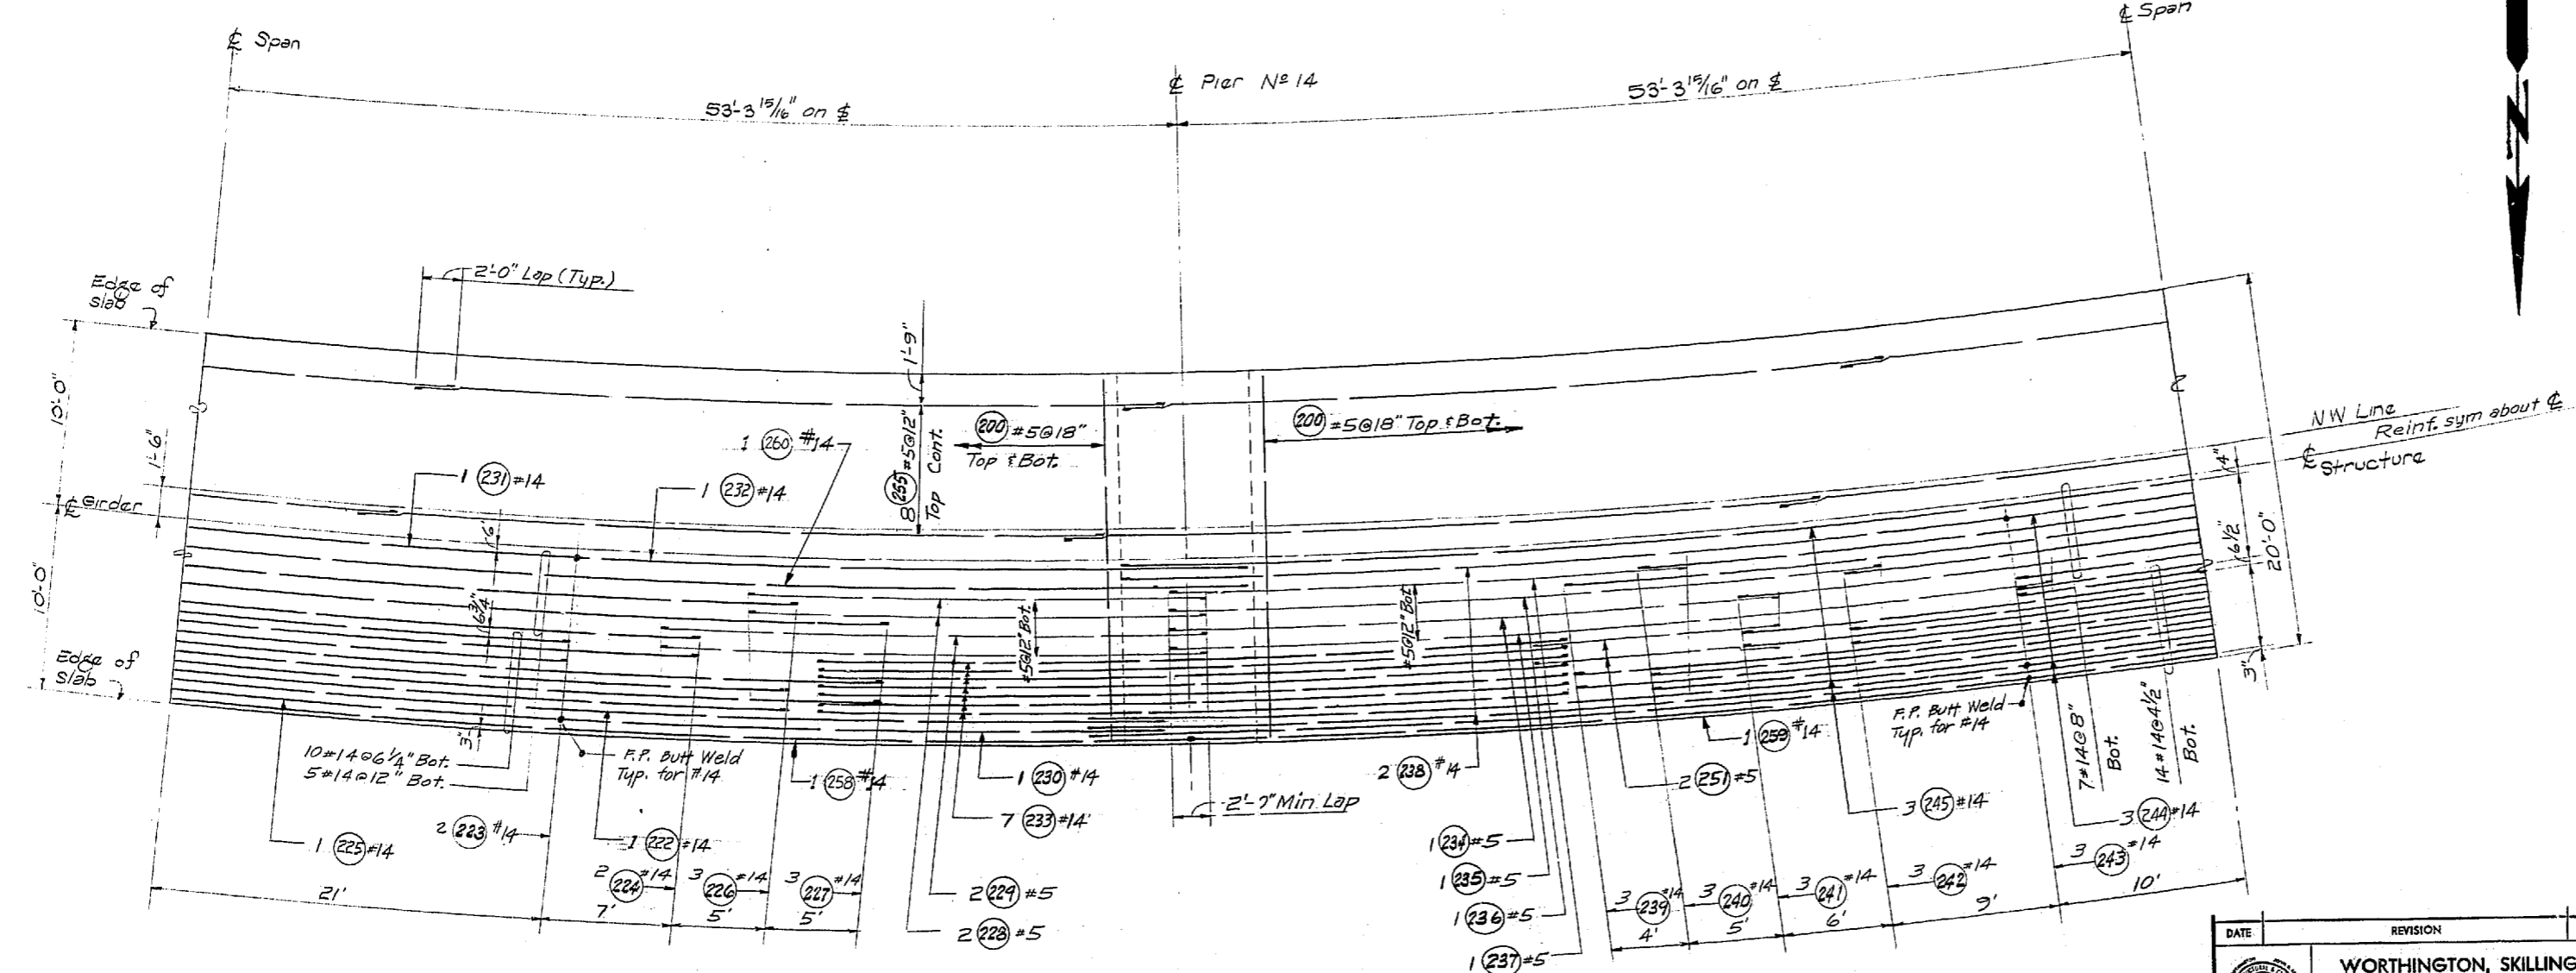 ℄ Span
℄ Span
53'-3 15/16" on ℄
℄ Pier Nº 14
53'-3 15/16" on ℄
N
2'-0" Lap (Typ.)
Edge of
slab
10'-0"
1'-6"
℄ Girder
10'-0"
Edge of
slab
1'-9"
8 255 #5@12"
Top Cont.
200 #5@18"
Top & Bot.
200 #5@18" Top & Bot.
NW Line
Reinf. sym about ℄
℄ Structure
4"
6 1/2"
20'-0"
3"
1 231 #14
1 232 #14
1 260 #14
6"
6 3/4"
3"
#5@12" Bot.
#5@12" Bot.
10 #14@6 1/4" Bot.
5 #14@12" Bot.
F.P. Butt Weld
Typ. for #14
1 258 #14
1 230 #14
7 233 #14
2 229 #5
2 228 #5
Min Lap
2 238 #14
1 234 #5
1 235 #5
1 236 #5
1 237 #5
2 251 #5
1 259 #14
3 245 #14
F.P. Butt Weld
Typ. for #14
7 #14@8"
Bot.
14 #14@4 1/2"
Bot.
3 244 #14
3 243 #14
1 225 #14
2 223 #14
1 222 #14
2 224 #14
3 226 #14
3 227 #14
21'
7'
5'
5'
3 239 #14
3 240 #14
3 241 #14
3 242 #14
4'
5'
6'
9'
10'
DATE
REVISION
WORTHINGTON, SKILLING